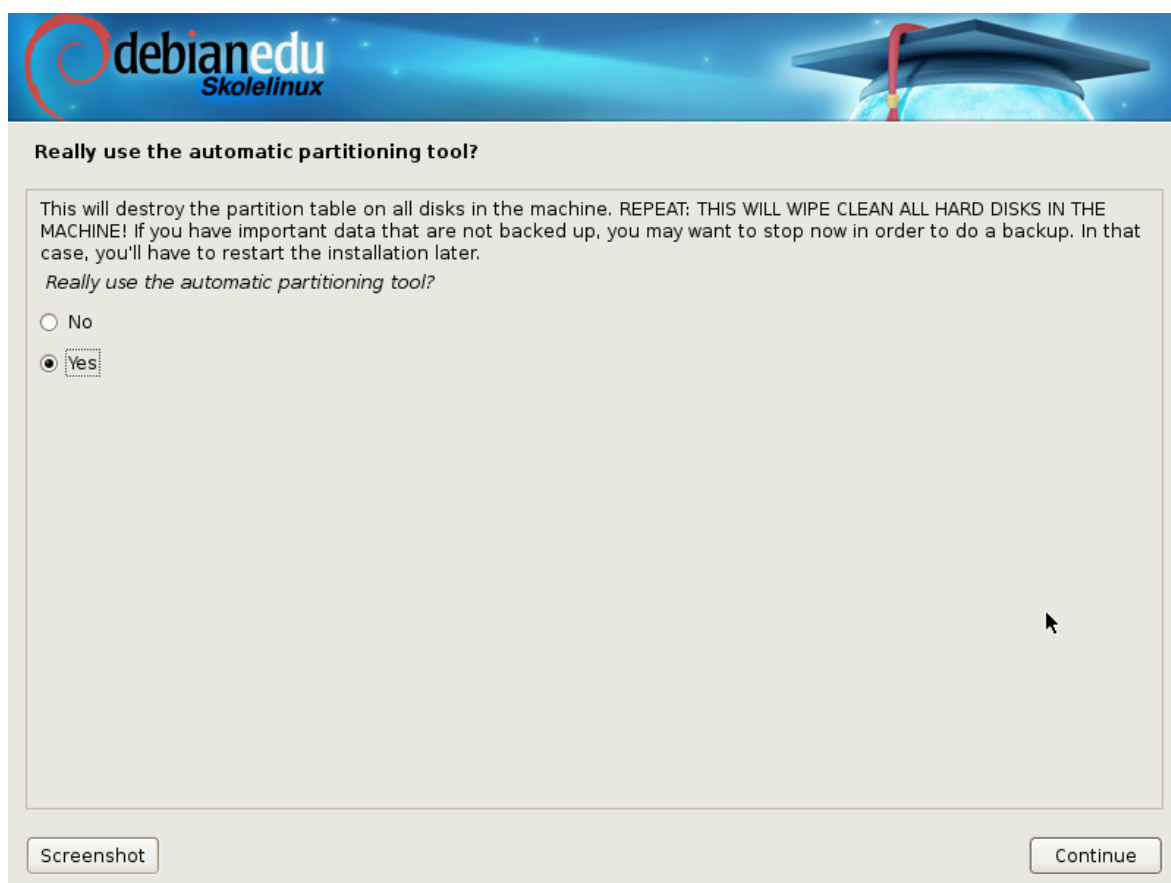 debianedu
Skolelinux
Really use the automatic partitioning tool?
This will destroy the partition table on all disks in the machine. REPEAT: THIS WILL WIPE CLEAN ALL HARD DISKS IN THE
MACHINE! If you have important data that are not backed up, you may want to stop now in order to do a backup. In that
case, you'll have to restart the installation later.
Really use the automatic partitioning tool?
No
Yes
Screenshot
Continue